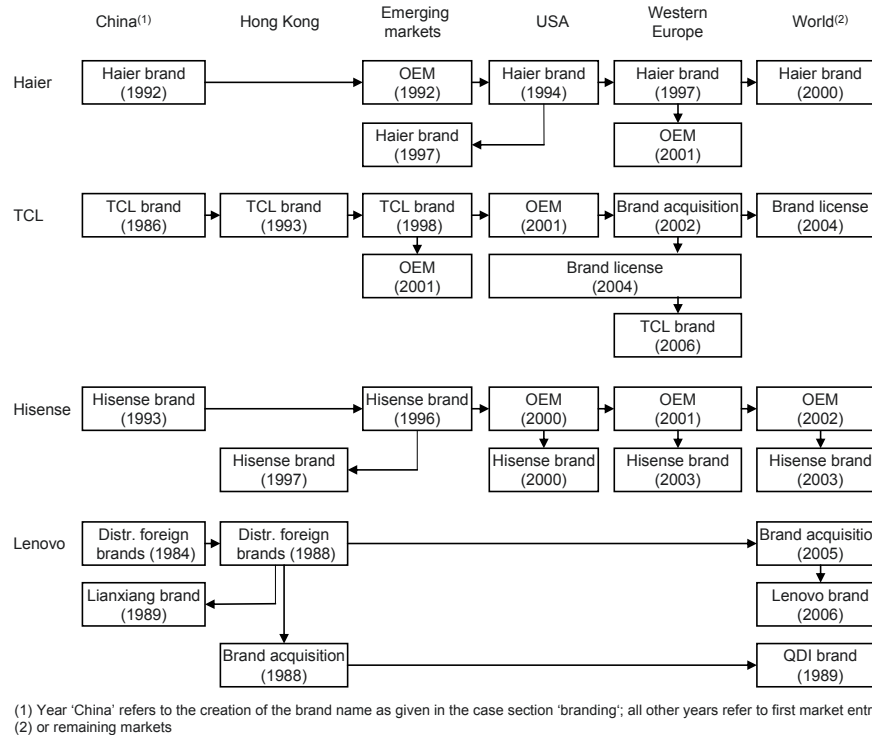 China(1) Hong Kong Emerging markets USA Western Europe World(2)
Haier
Haier brand
(1992)
OEM
(1992)
Haier brand
(1994)
Haier brand
(1997)
Haier brand
(2000)
Haier brand
(1997)
OEM
(2001)
TCL
TCL brand
(1986)
TCL brand
(1993)
TCL brand
(1998)
OEM
(2001)
Brand acquisition
(2002)
Brand license
(2004)
OEM
(2001)
Brand license
(2004)
TCL brand
(2006)
Hisense
Hisense brand
(1993)
Hisense brand
(1996)
OEM
(2000)
OEM
(2001)
OEM
(2002)
Hisense brand
(1997)
Hisense brand
(2000)
Hisense brand
(2003)
Hisense brand
(2003)
Lenovo
Distr. foreign
brands (1984)
Distr. foreign
brands (1988)
Brand acquisitio
(2005)
Lianxiang brand
(1989)
Lenovo brand
(2006)
Brand acquisition
(1988)
QDI brand
(1989)
(1) Year 'China' refers to the creation of the brand name as given in the case section 'branding'; all other years refer to first market entr
(2) or remaining markets